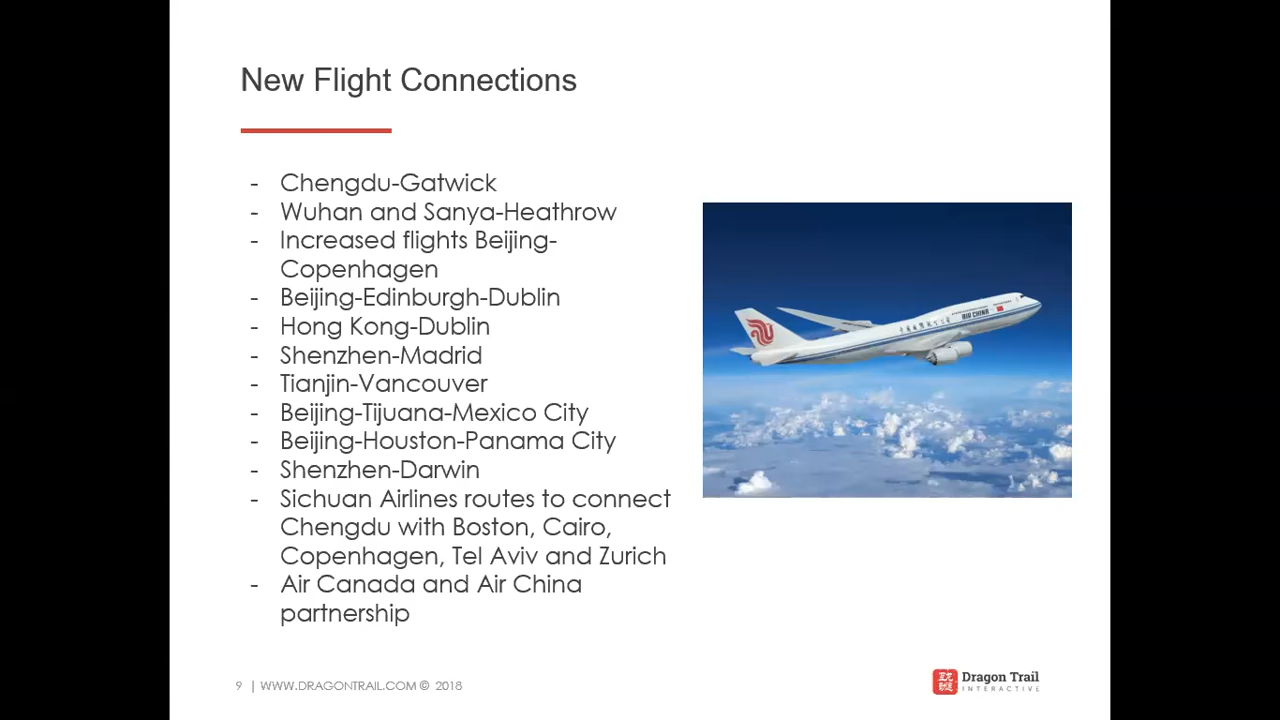 New Flight Connections
- Chengdu-Gatwick
- Wuhan and Sanya-Heathrow
- Increased flights Beijing-
Copenhagen
- Beijing-Edinburgh-Dublin
- Hong Kong-Dublin
- Shenzhen-Madrid
- Tianjin-Vancouver
- Beijing-Tijuana-Mexico City
- Beijing-Houston-Panama City
- Shenzhen-Darwin
- Sichuan Airlines routes to connect
Chengdu with Boston, Cairo,
Copenhagen, Tel Aviv and Zurich
- Air Canada and Air China
partnership
AIR CHINA
9 | WWW.DRAGONTRAIL.COM © 2018
Dragon Trail
INTERACTIVE